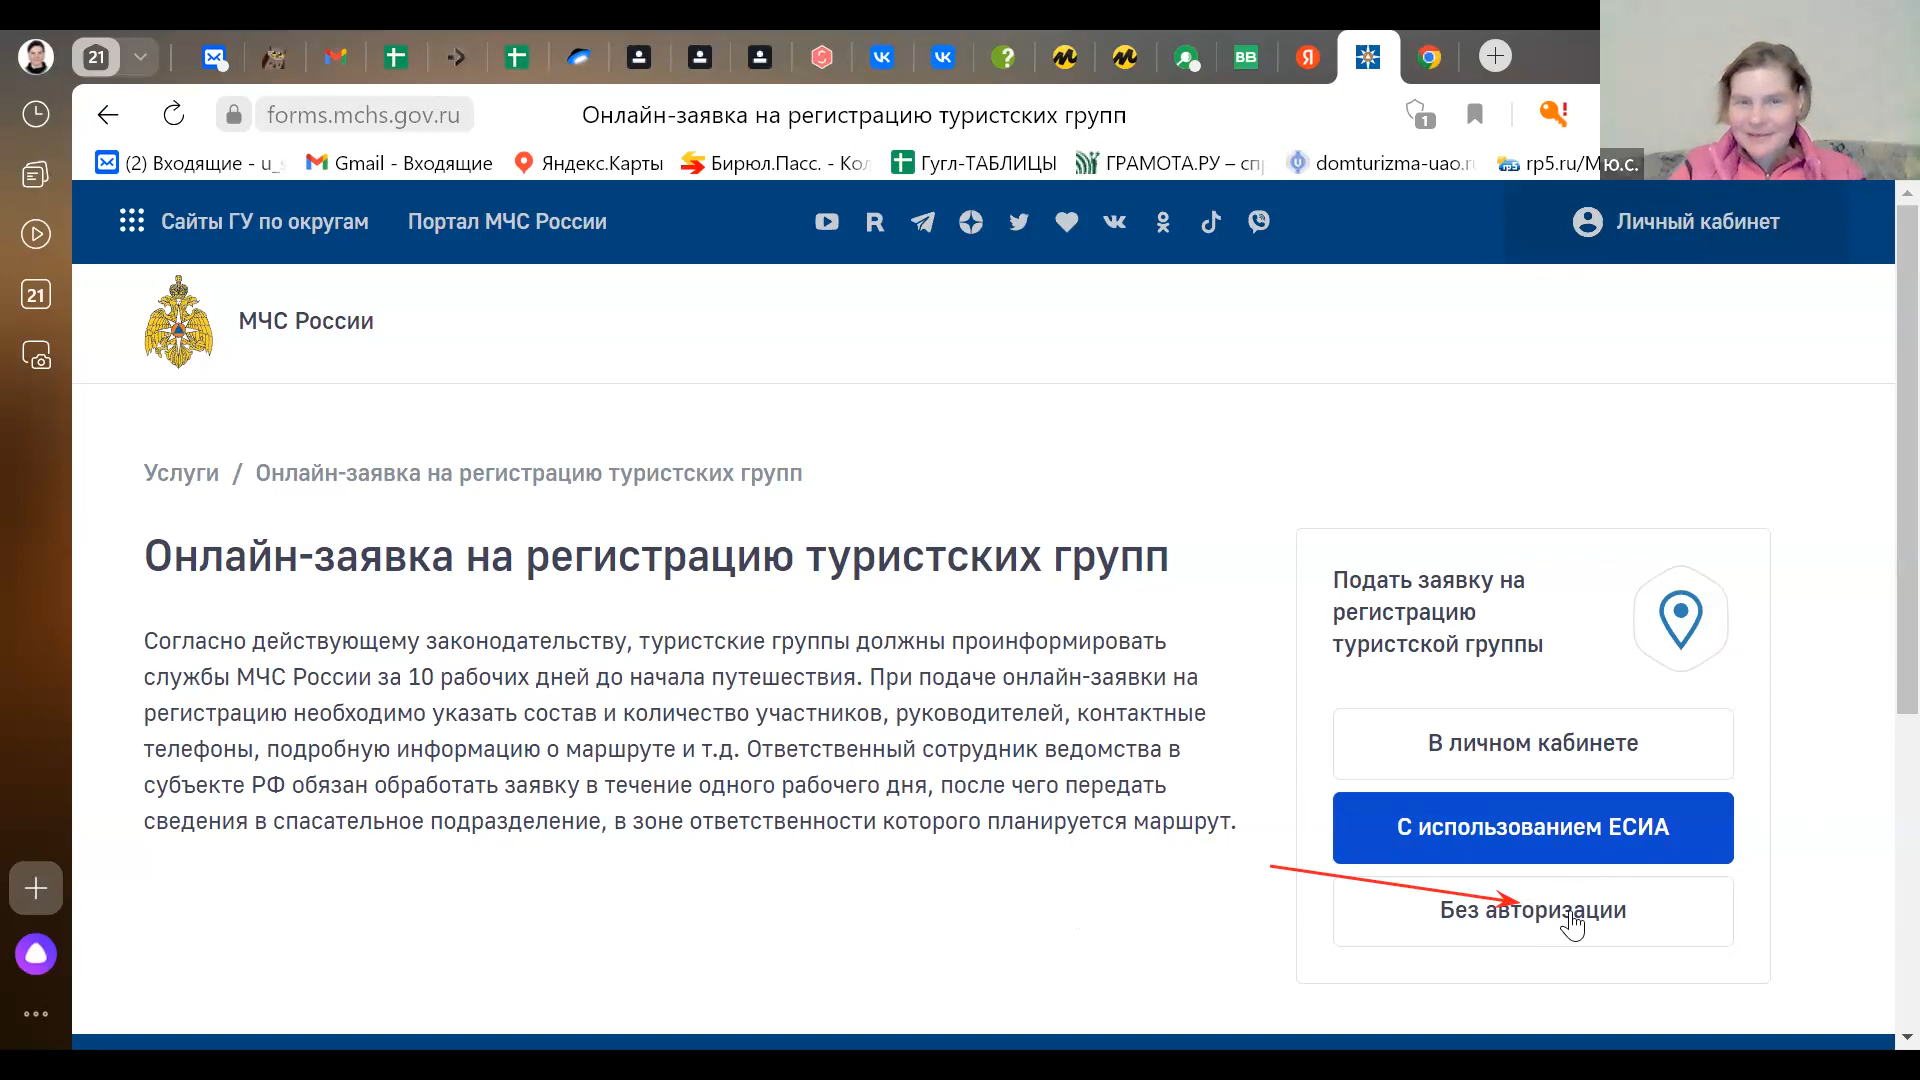 21
forms.mchs.gov.ru
Онлайн-заявка на регистрацию туристских групп
1
(2) Входящие - u_s
Gmail - Входящие
Яндекс.Карты
Бирюл.Пасс. - Кол
Гугл-ТАБЛИЦЫ
ГРАМОТА.РУ – спр
domturizma-uao.ru
rp5.ru/М
ю.с.
Сайты ГУ по округам
Портал МЧС России
Личный кабинет
21
МЧС России
Услуги / Онлайн-заявка на регистрацию туристских групп
Онлайн-заявка на регистрацию туристских групп
Согласно действующему законодательству, туристские группы должны проинформировать
службы МЧС России за 10 рабочих дней до начала путешествия. При подаче онлайн-заявки на
регистрацию необходимо указать состав и количество участников, руководителей, контактные
телефоны, подробную информацию о маршруте и т.д. Ответственный сотрудник ведомства в
субъекте РФ обязан обработать заявку в течение одного рабочего дня, после чего передать
сведения в спасательное подразделение, в зоне ответственности которого планируется маршрут.
Подать заявку на
регистрацию
туристской группы
В личном кабинете
С использованием ЕСИА
Без авторизации